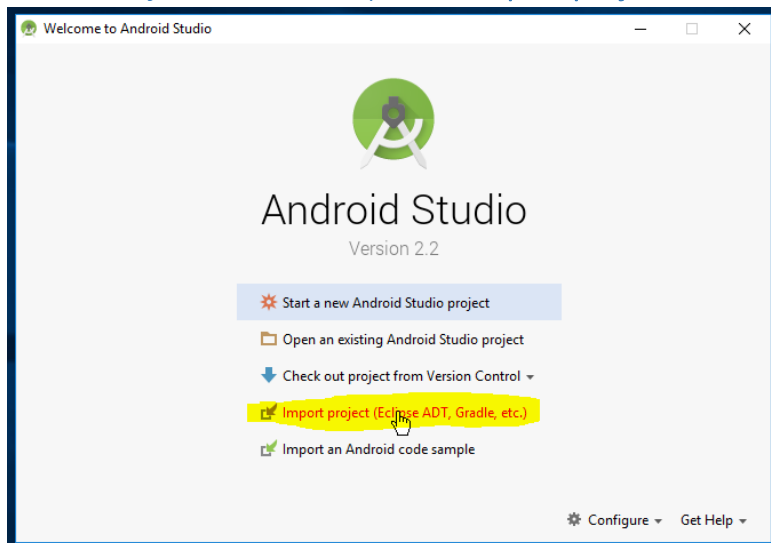 Welcome to Android Studio
Android Studio
Version 2.2
Start a new Android Studio project
Open an existing Android Studio project
Check out project from Version Control
Import project (Eclipse ADT, Gradle, etc.)
Import an Android code sample
Configure Get Help